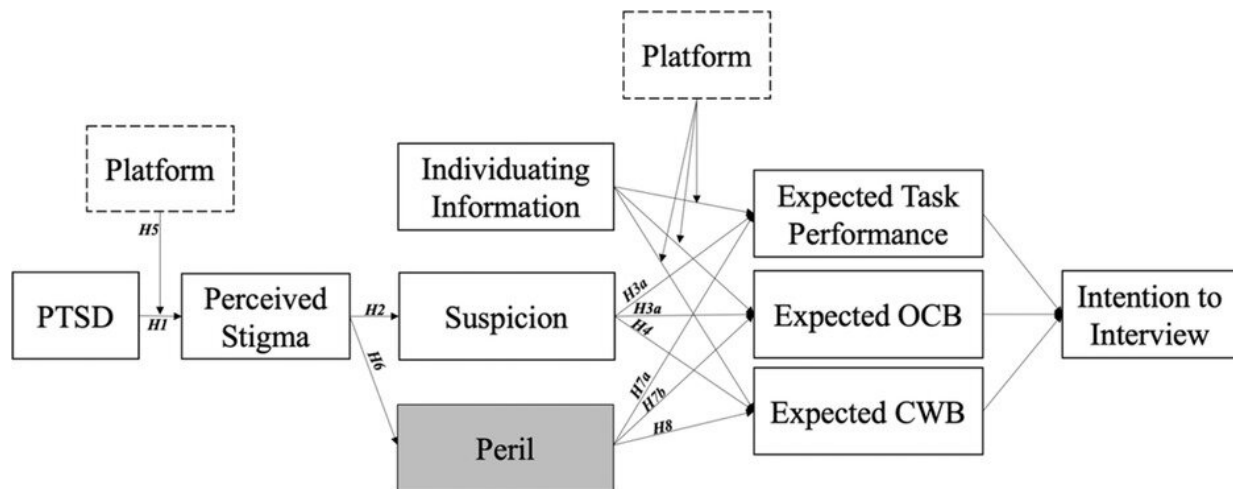 Platform
Platform
Individuating
Information
Expected Task
Performance
H5
PTSD
H1
Perceived
Stigma
H2
Suspicion
H3a
H3a
H4
Expected OCB
Intention to
Interview
H6
H7a
H7b
H8
Peril
Expected CWB